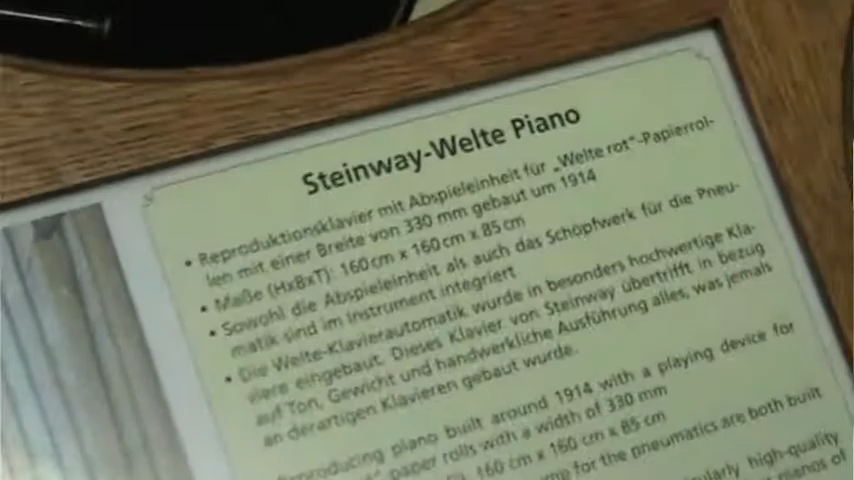 Steinway-Welte Piano
• Reproduktionsklavier mit Abspieleinheit für „Welte rot“-Papierrol-
len mit einer Breite von 330 mm gebaut um 1914
• Maße (HxBxT): 160 cm x 160 cm x 85 cm
• Sowohl die Abspieleinheit als auch das Schöpfwerk für die Pneu-
matik sind im Instrument integriert
• Die Welte-Klavierautomatik wurde in besonders hochwertige Kla-
viere eingebaut. Dieses Klavier von Steinway übertrifft in bezug
auf Ton, Gewicht und handwerkliche Ausführung alles, was jemals
an derartigen Klavieren gebaut wurde.
Reproducing piano built around 1914 with a playing device for
paper rolls with a width of 330 mm
160 cm x 160 cm x 85 cm
for the pneumatics are both built
high-quality
of